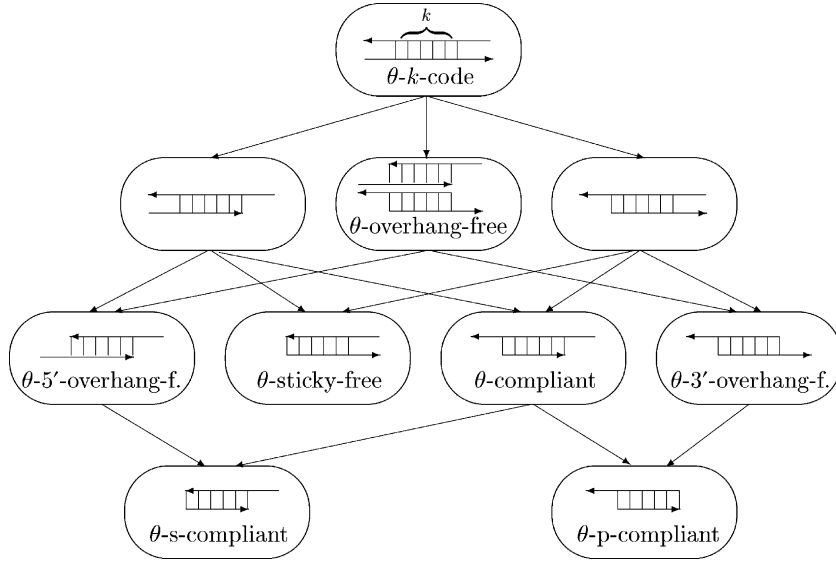 k
θ-k-code
θ-overhang-free
θ-5′-overhang-f.
θ-sticky-free
θ-compliant
θ-3′-overhang-f.
θ-s-compliant
θ-p-compliant